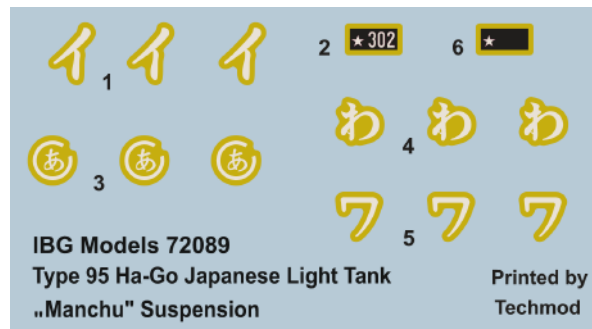 イ イ イ
1
2 ★302
6 ★
あ あ あ
3
わ わ わ
4
ワ ワ ワ
5
IBG Models 72089
Type 95 Ha-Go Japanese Light Tank
„Manchu" Suspension
Printed by
Techmod